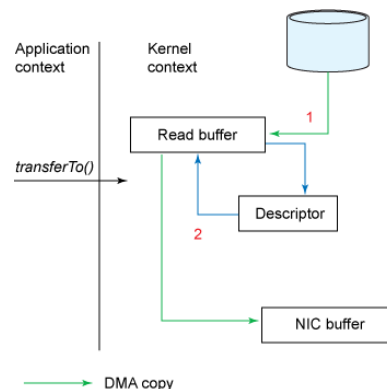 Application
context
Kernel
context
1
Read buffer
transferTo()
Descriptor
2
NIC buffer
DMA copy